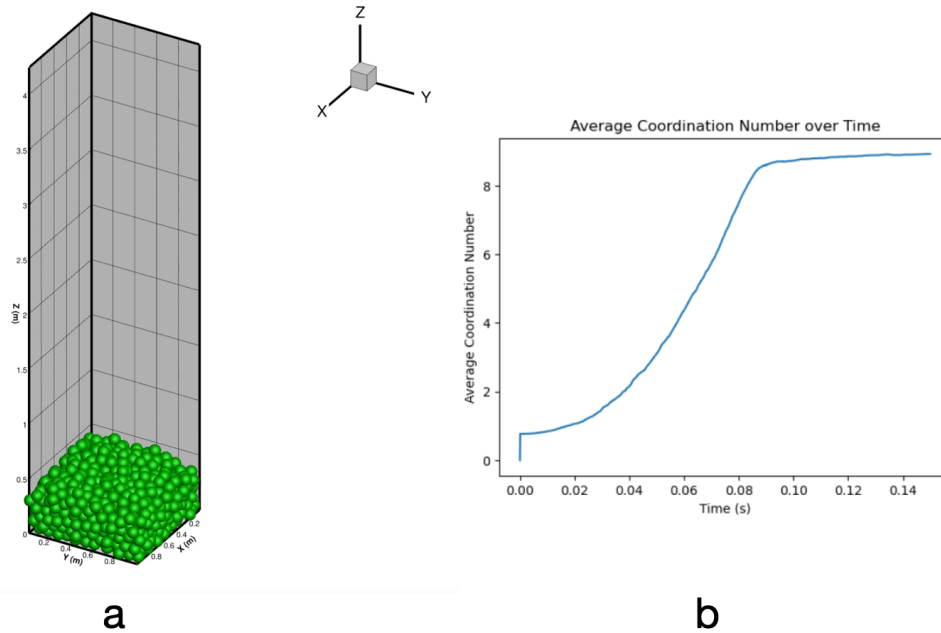 Z
X
Y
4
3.5
3
2.5
2
1.5
1
0.5
0
Z (m)
0.2
0.4
0.6
0.8
Y (m)
0.2
0.4
0.6
0.8
X (m)
a
Average Coordination Number over Time
Average Coordination Number
8
6
4
2
0
0.00 0.02 0.04 0.06 0.08 0.10 0.12 0.14
Time (s)
b